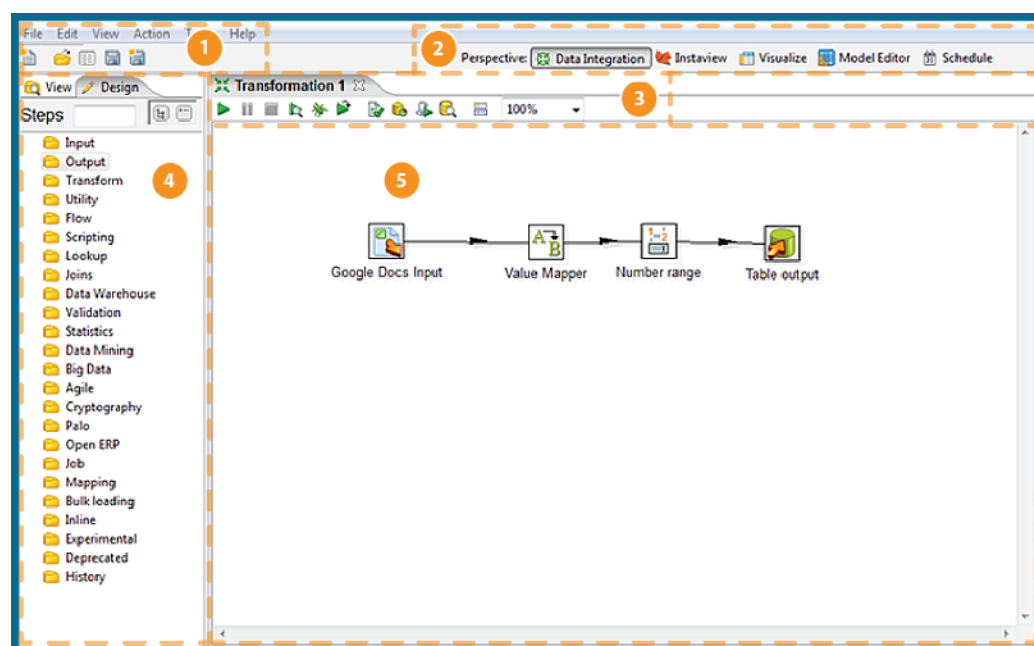 File Edit View Action T Help
1
2
Perspective: Data Integration Instaview Visualize Model Editor 31 Schedule
View Design
Transformation 1
3
Steps
100%
Input
Output
Transform
4
5
Utility
Flow
Scripting
Lookup
Joins
Data Warehouse
Validation
Statistics
Data Mining
Big Data
Agile
Cryptography
Palo
Open ERP
Job
Mapping
Bulk loading
Inline
Experimental
Deprecated
History
A B
1-2
Google Docs Input Value Mapper Number range Table output